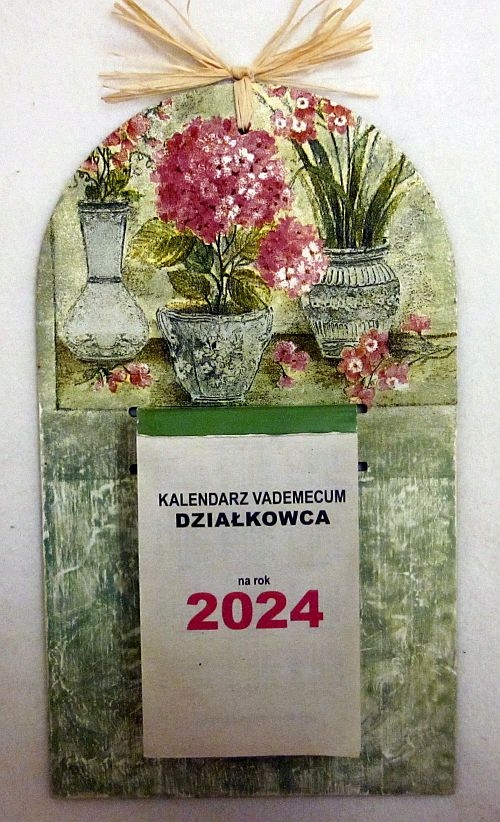 KALENDARZ VADEMECUM
DZIAŁKOWCA
na rok
2024